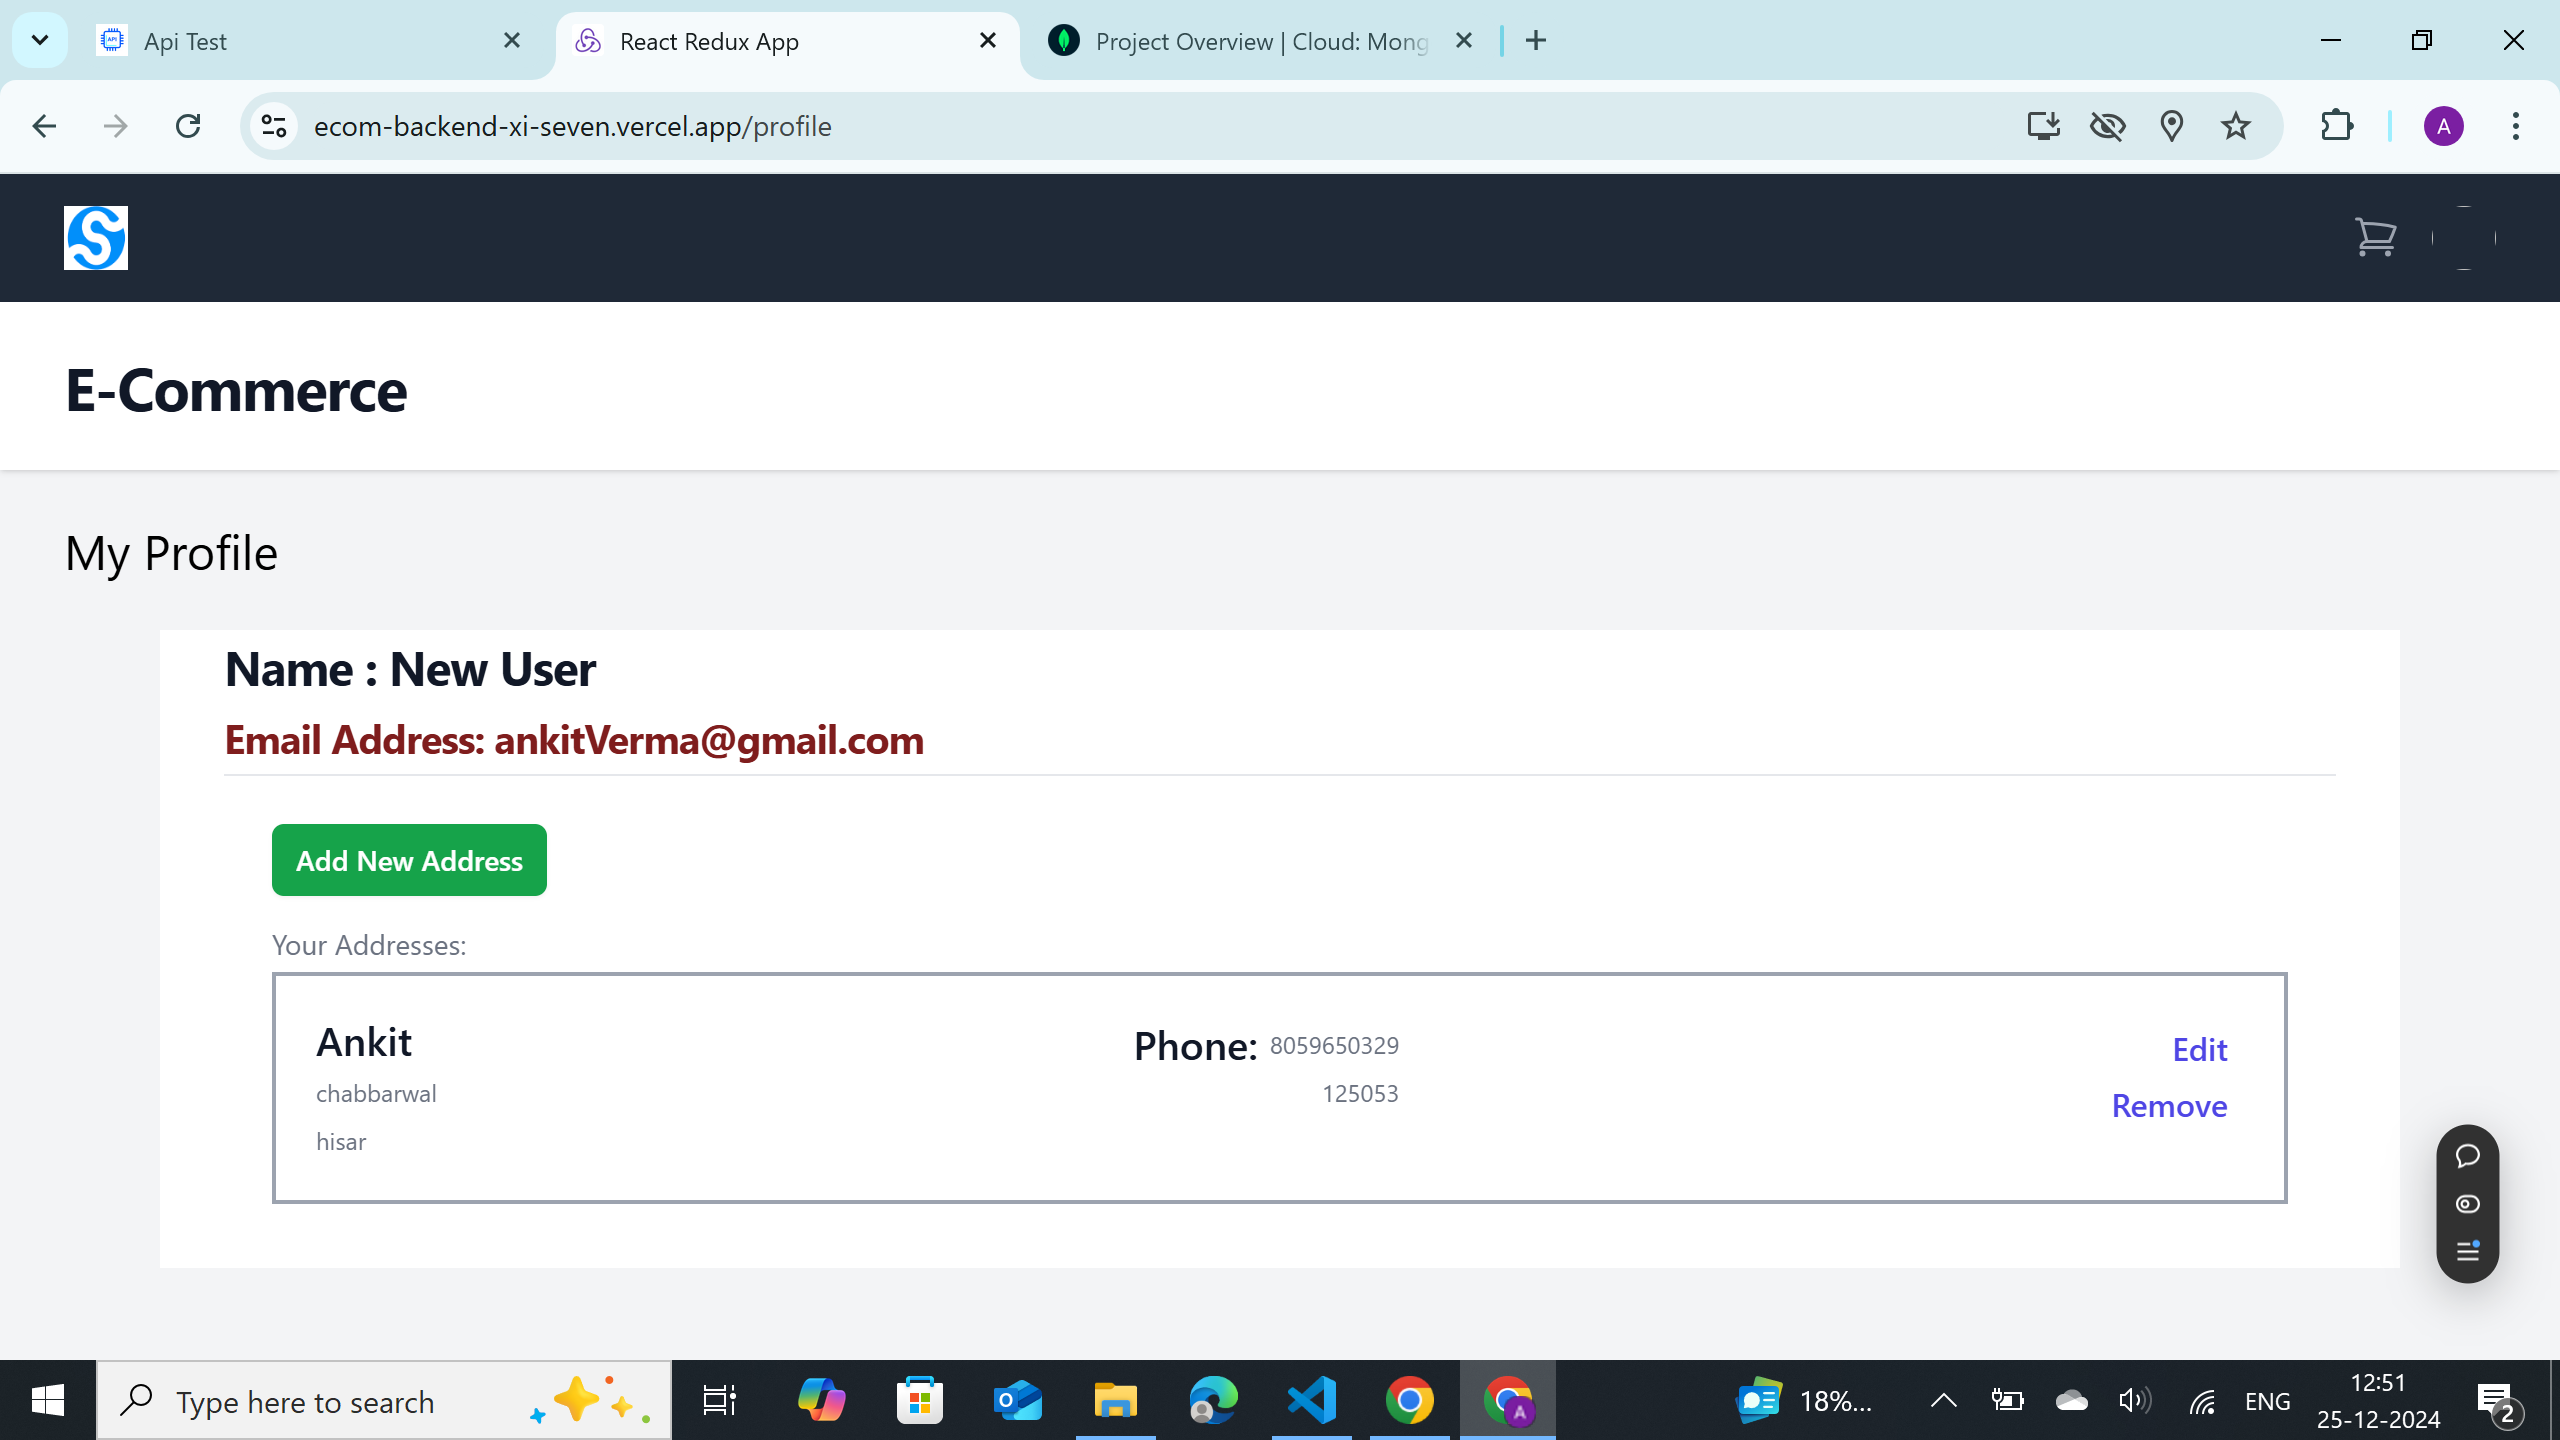 Api Test
React Redux App
Project Overview | Cloud: Mong
ecom-backend-xi-seven.vercel.app/profile
A
E-Commerce
My Profile
Name : New User
Email Address: ankitVerma@gmail.com
Add New Address
Your Addresses:
Ankit
Phone: 8059650329
Edit
chabbarwal
125053
Remove
hisar
Type here to search
18%...
ENG
12:51
25-12-2024
2